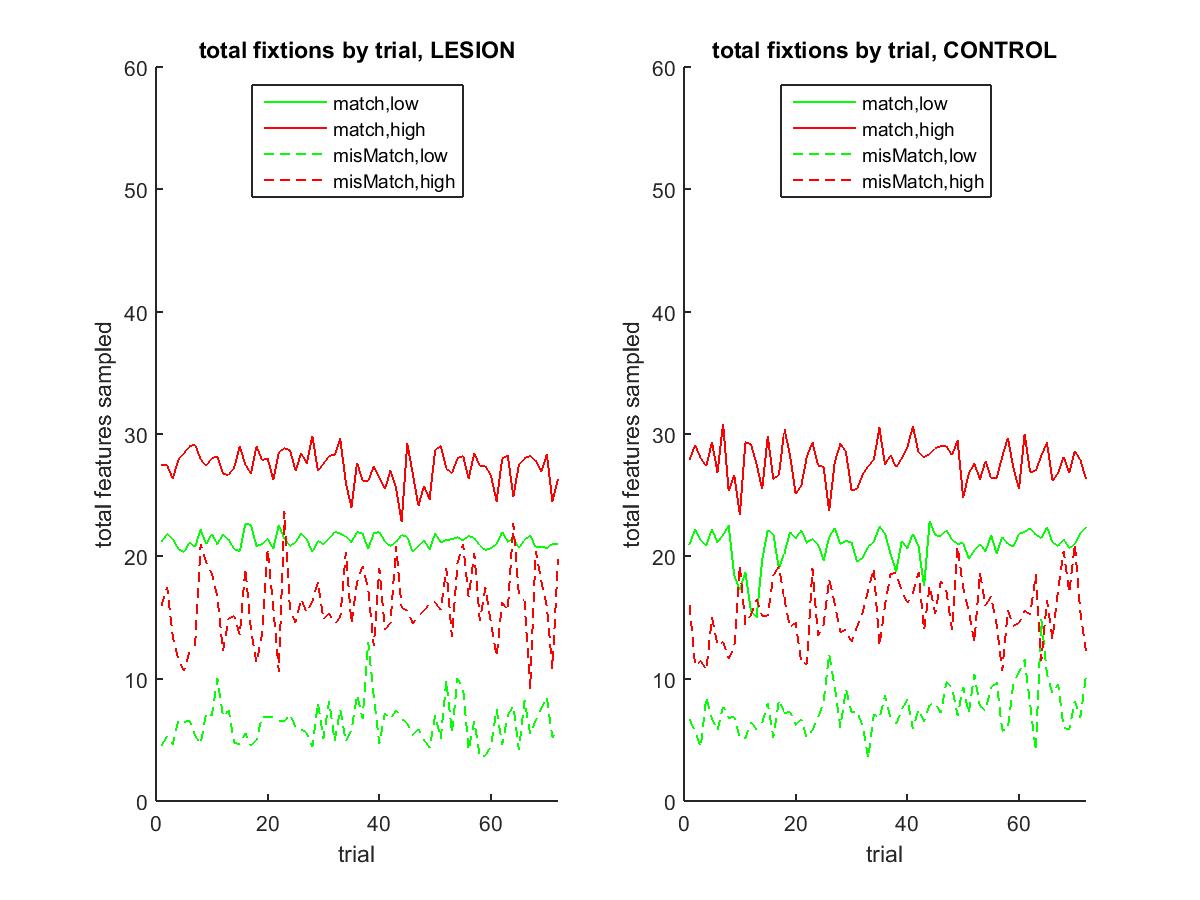 total fixtions by trial, LESION
60
50
40
30
20
10
0
match,low
match,high
misMatch,low
misMatch,high
total features sampled
0 20 40 60
trial
total fixtions by trial, CONTROL
60
50
40
30
20
10
0
match,low
match,high
misMatch,low
misMatch,high
total features sampled
0 20 40 60
trial